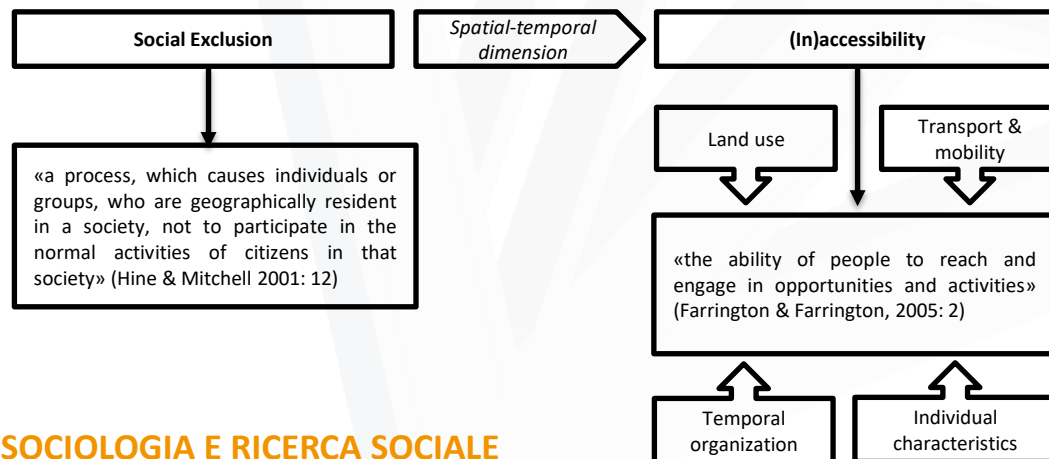 Social Exclusion
Spatial-temporal
dimension
(In)accessibility
Land use
Transport &
mobility
«a process, which causes individuals or
groups, who are geographically resident
in a society, not to participate in the
normal activities of citizens in that
society» (Hine & Mitchell 2001: 12)
«the ability of people to reach and
engage in opportunities and activities»
(Farrington & Farrington, 2005: 2)
Temporal
organization
Individual
characteristics
SOCIOLOGIA E RICERCA SOCIALE